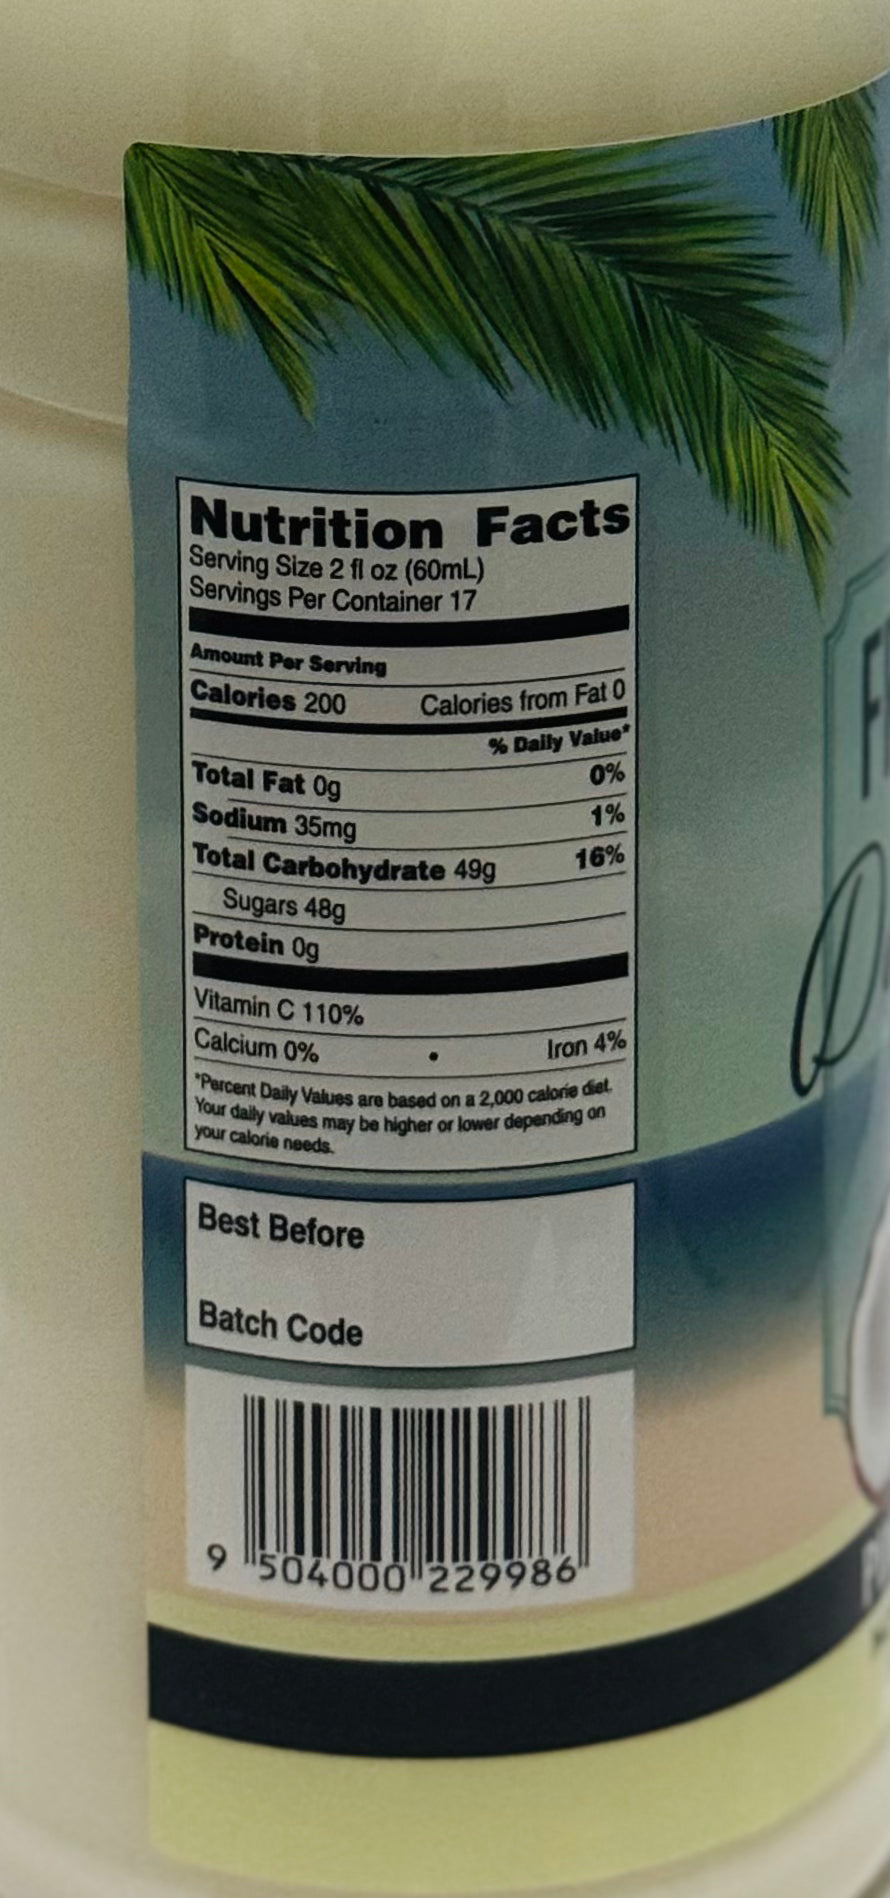 Nutrition Facts
Serving Size 2 fl oz (60mL)
Servings Per Container 17
Amount Per Serving
Calories 200 Calories from Fat 0
% Daily Value*
Total Fat 0g 0%
Sodium 35mg 1%
Total Carbohydrate 49g 16%
Sugars 48g
Protein 0g
Vitamin C 110%
Calcium 0% • Iron 4%
*Percent Daily Values are based on a 2,000 calorie diet.
Your daily values may be higher or lower depending on
your calorie needs.
Best Before
Batch Code
9 504000 229986